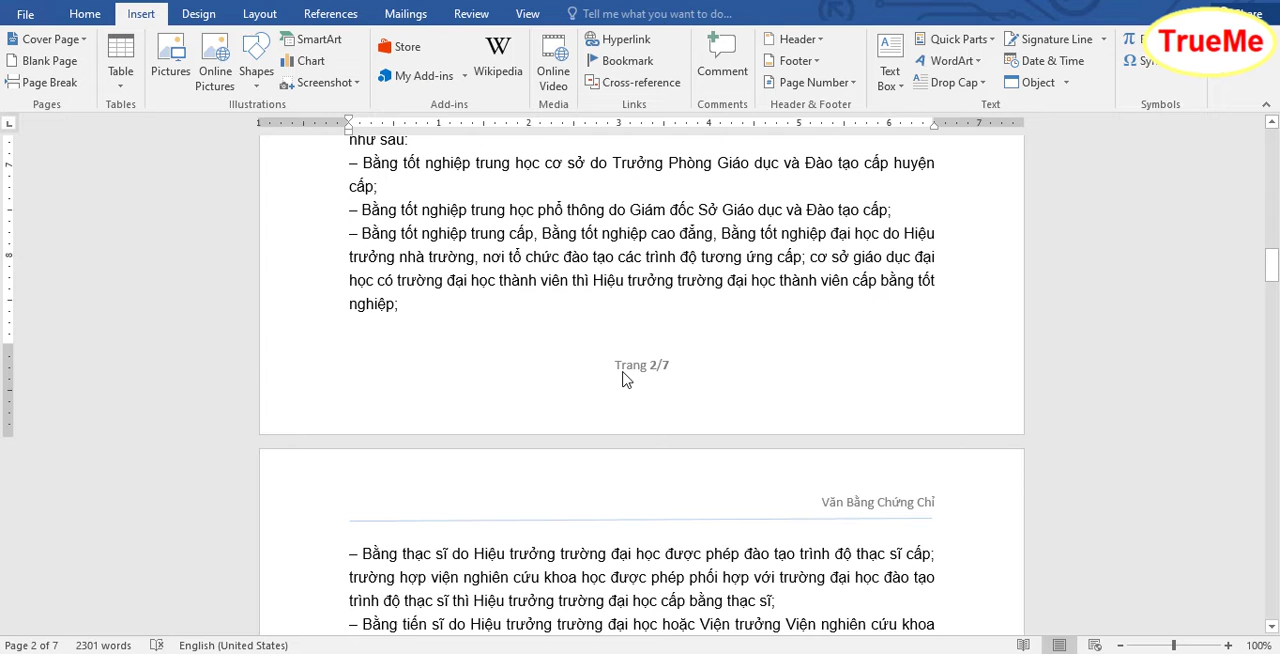 File Home Insert Design Layout References Mailings Review View Tell me what you want to do...
TrueMe
Cover Page
Blank Page
Page Break
Pages
Table
Tables
Pictures
Online Pictures
Shapes
SmartArt
Chart
Screenshot
Illustrations
Store
My Add-ins
W
Wikipedia
Add-ins
Online Video
Media
Hyperlink
Bookmark
Cross-reference
Links
Comment
Comments
Header
Footer
Page Number
Header & Footer
Text Box
Quick Parts
WordArt
Drop Cap
Signature Line
Date & Time
Object
Text
π
Ω
Symbols
1 1 2 3 4 5 6 7
7
8
như sau:
– Bằng tốt nghiệp trung học cơ sở do Trưởng Phòng Giáo dục và Đào tạo cấp huyện
cấp;
– Bằng tốt nghiệp trung học phổ thông do Giám đốc Sở Giáo dục và Đào tạo cấp;
– Bằng tốt nghiệp trung cấp, Bằng tốt nghiệp cao đẳng, Bằng tốt nghiệp đại học do Hiệu
trưởng nhà trường, nơi tổ chức đào tạo các trình độ tương ứng cấp; cơ sở giáo dục đại
học có trường đại học thành viên thì Hiệu trưởng trường đại học thành viên cấp bằng tốt
nghiệp;
Trang 2/7
Văn Bằng Chứng Chỉ
– Bằng thạc sĩ do Hiệu trưởng trường đại học được phép đào tạo trình độ thạc sĩ cấp;
trường hợp viện nghiên cứu khoa học được phép phối hợp với trường đại học đào tạo
trình độ thạc sĩ thì Hiệu trưởng trường đại học cấp bằng thạc sĩ;
– Bằng tiến sĩ do Hiệu trưởng trường đại học hoặc Viện trưởng Viện nghiên cứu khoa
Page 2 of 7 2301 words English (United States) 100%